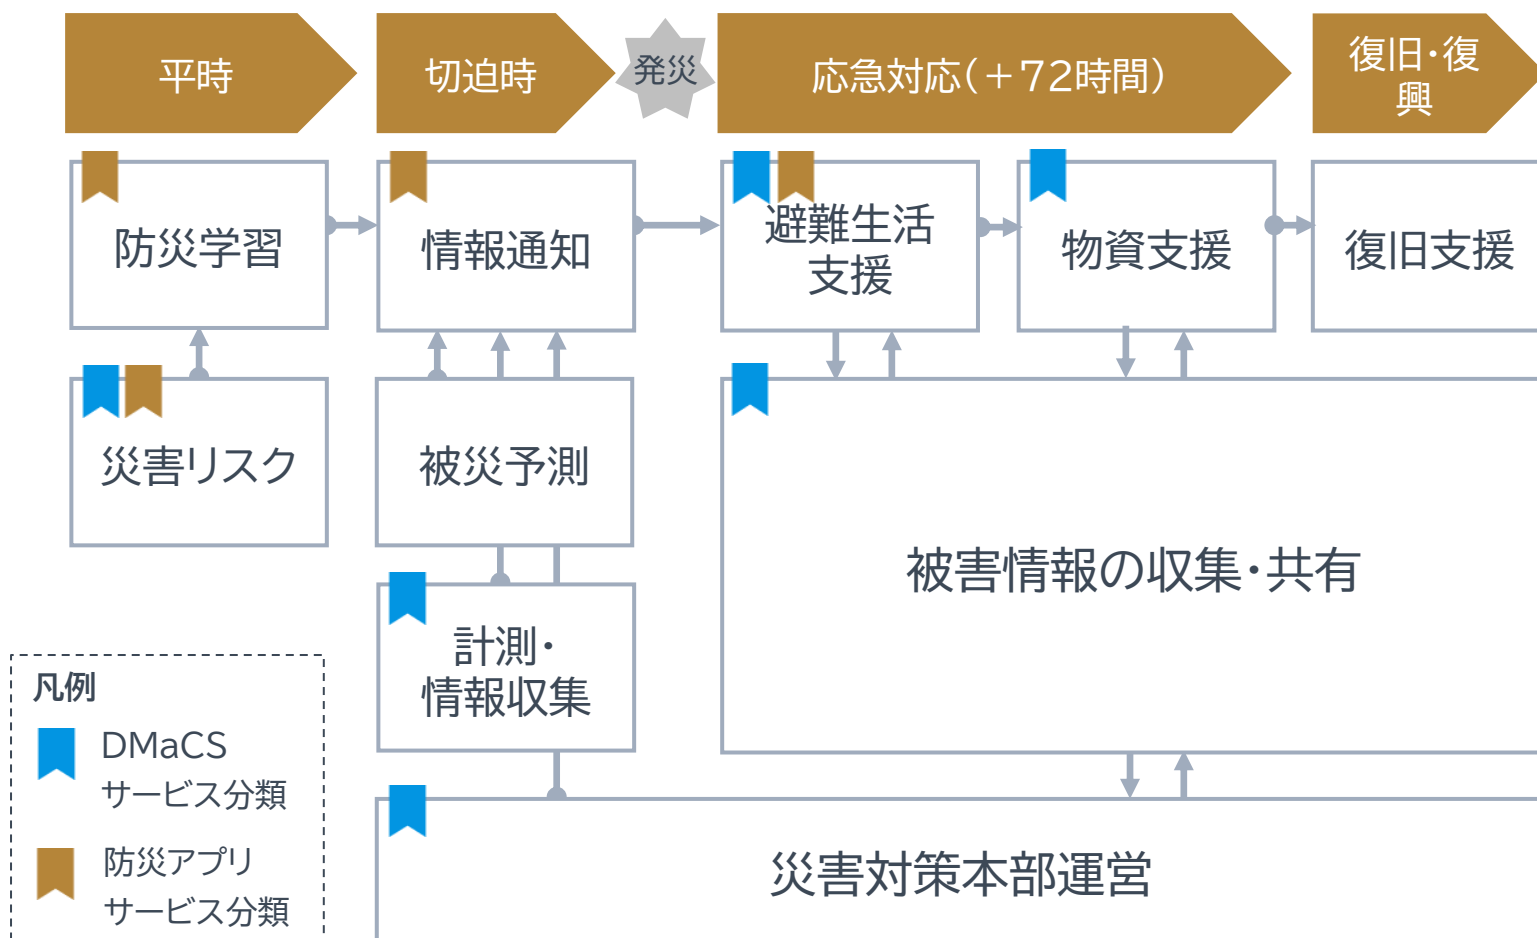 平時
切迫時
発災
応急対応(+72時間)
復旧・復
興
防災学習
情報通知
避難生活
支援
物資支援
復旧支援
災害リスク
被災予測
被害情報の収集・共有
計測・
情報収集
災害対策本部運営
凡例
DMaCS
サービス分類
防災アプリ
サービス分類